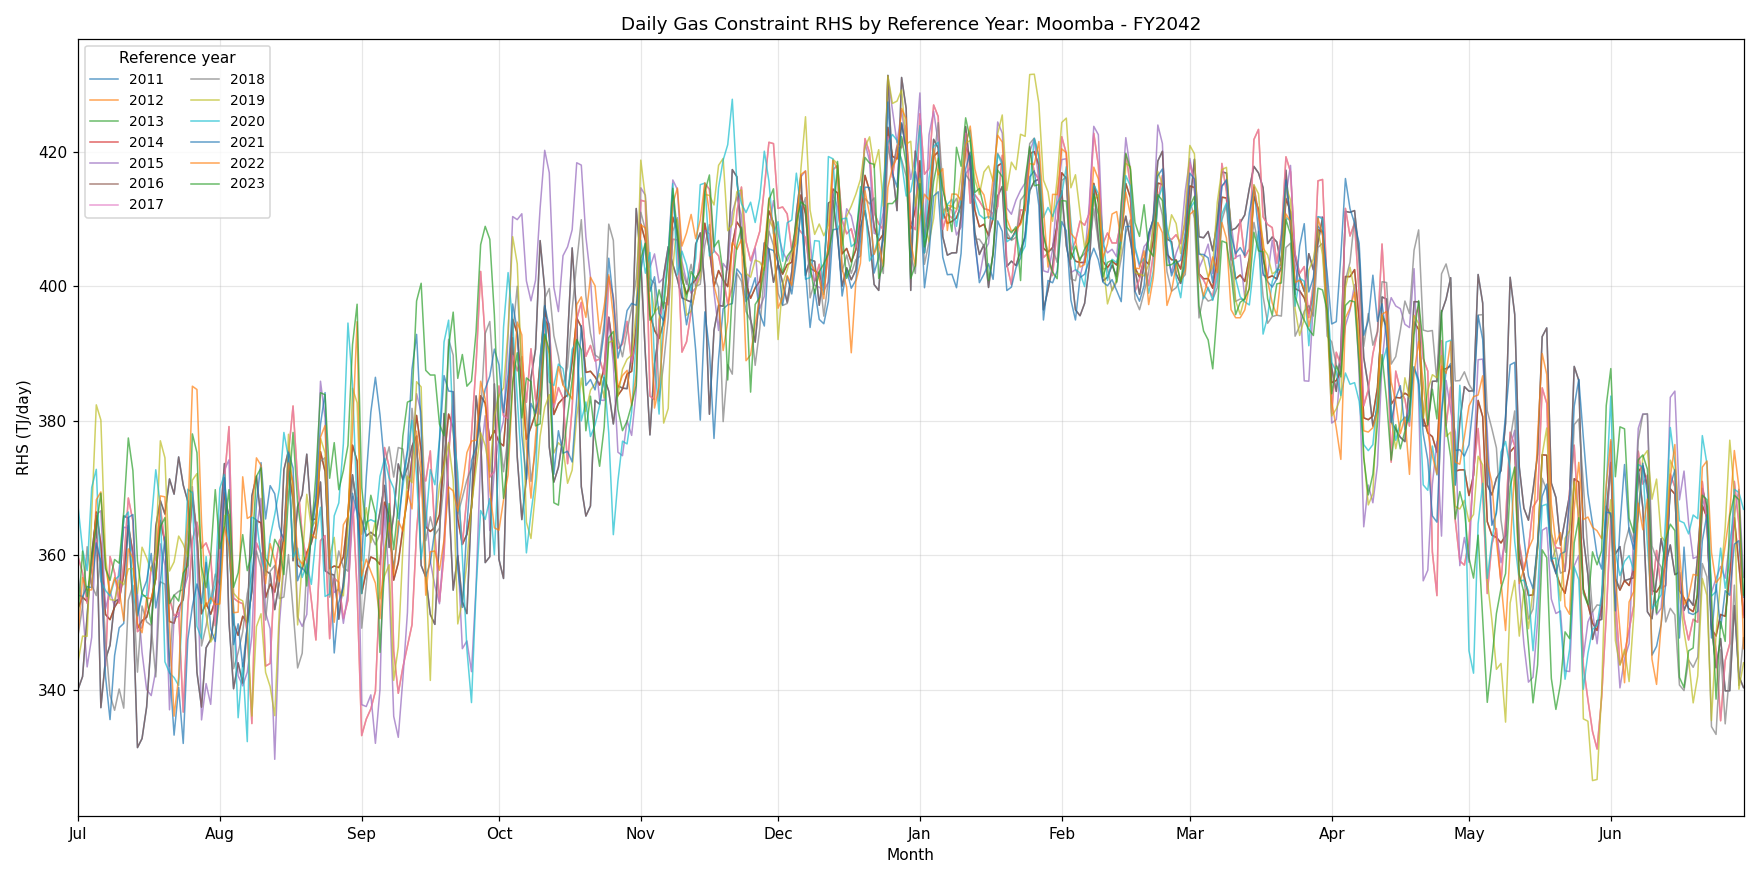 Daily Gas Constraint RHS by Reference Year: Moomba - FY2042
Reference year
2011 2018
2012 2019
2013 2020
2014 2021
2015 2022
2016 2023
2017
420
400
380
360
340
RHS (TJ/day)
Jul Aug Sep Oct Nov Dec Jan Feb Mar Apr May Jun
Month